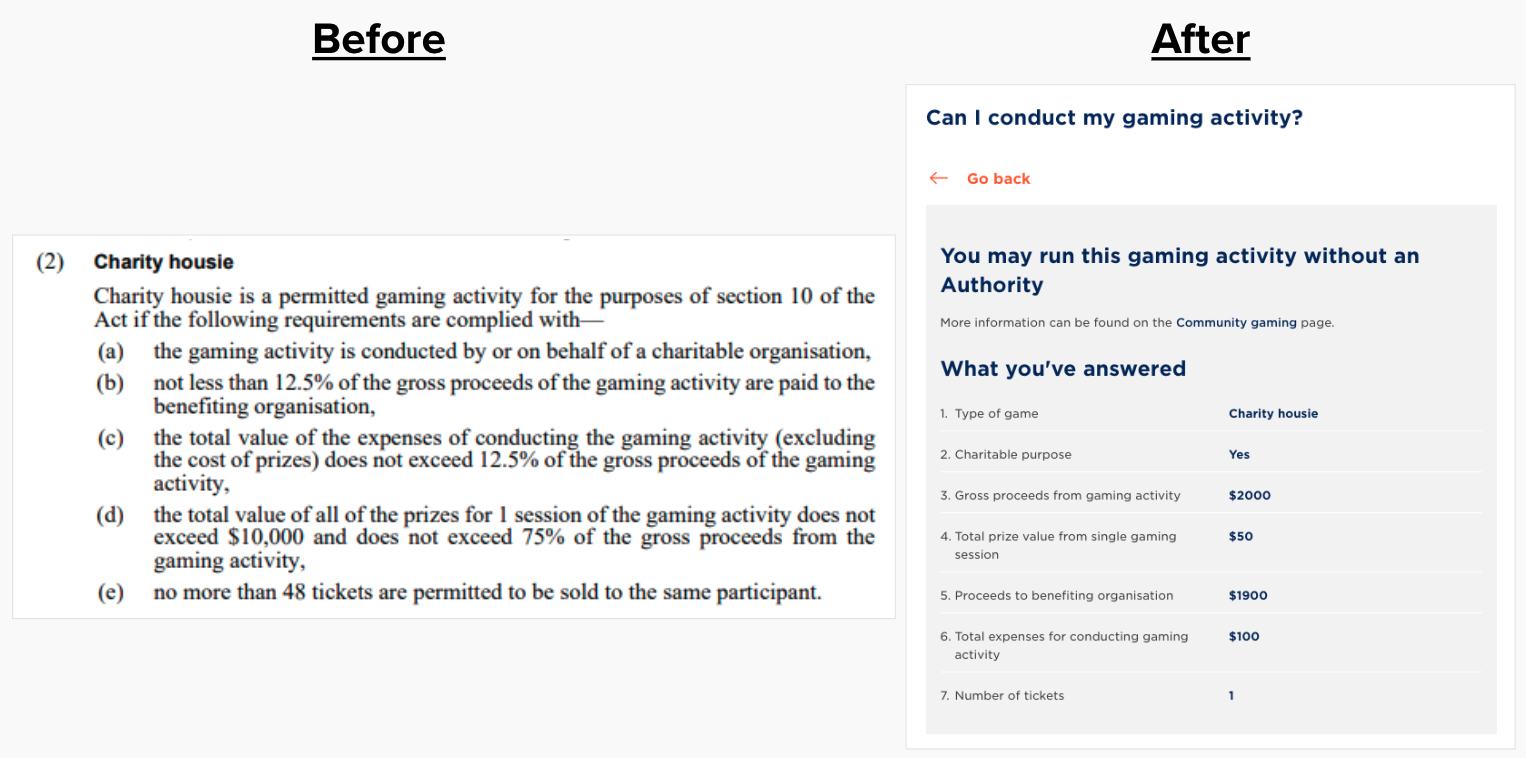 Before
(2) Charity housie
Charity housie is a permitted gaming activity for the purposes of section 10 of the
Act if the following requirements are complied with—
(a) the gaming activity is conducted by or on behalf of a charitable organisation,
(b) not less than 12.5% of the gross proceeds of the gaming activity are paid to the
benefiting organisation,
(c) the total value of the expenses of conducting the gaming activity (excluding
the cost of prizes) does not exceed 12.5% of the gross proceeds of the gaming
activity,
(d) the total value of all of the prizes for 1 session of the gaming activity does not
exceed $10,000 and does not exceed 75% of the gross proceeds from the
gaming activity,
(e) no more than 48 tickets are permitted to be sold to the same participant.
After
Can I conduct my gaming activity?
← Go back
You may run this gaming activity without an
Authority
More information can be found on the Community gaming page.
What you've answered
1. Type of game Charity housie
2. Charitable purpose Yes
3. Gross proceeds from gaming activity $2000
4. Total prize value from single gaming $50
session
5. Proceeds to benefiting organisation $1900
6. Total expenses for conducting gaming $100
activity
7. Number of tickets 1